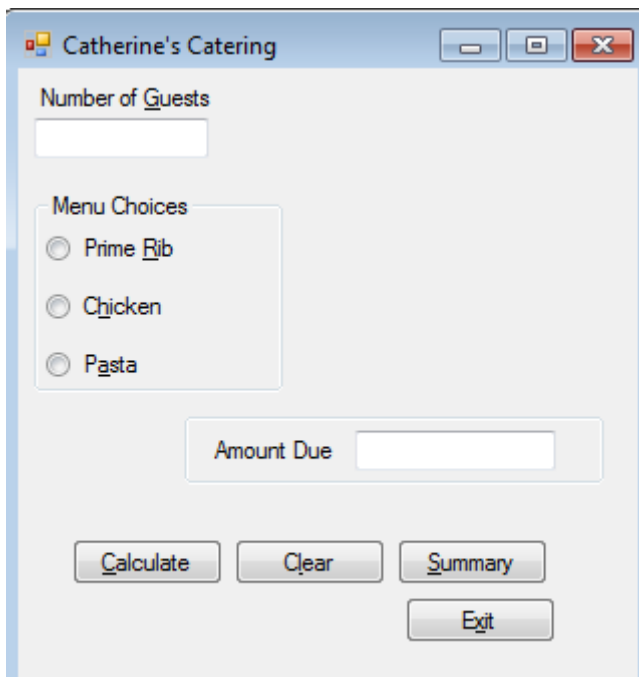 Catherine's Catering
Number of Guests
Menu Choices
Prime Rib
Chicken
Pasta
Amount Due
Calculate Clear Summary
Exit